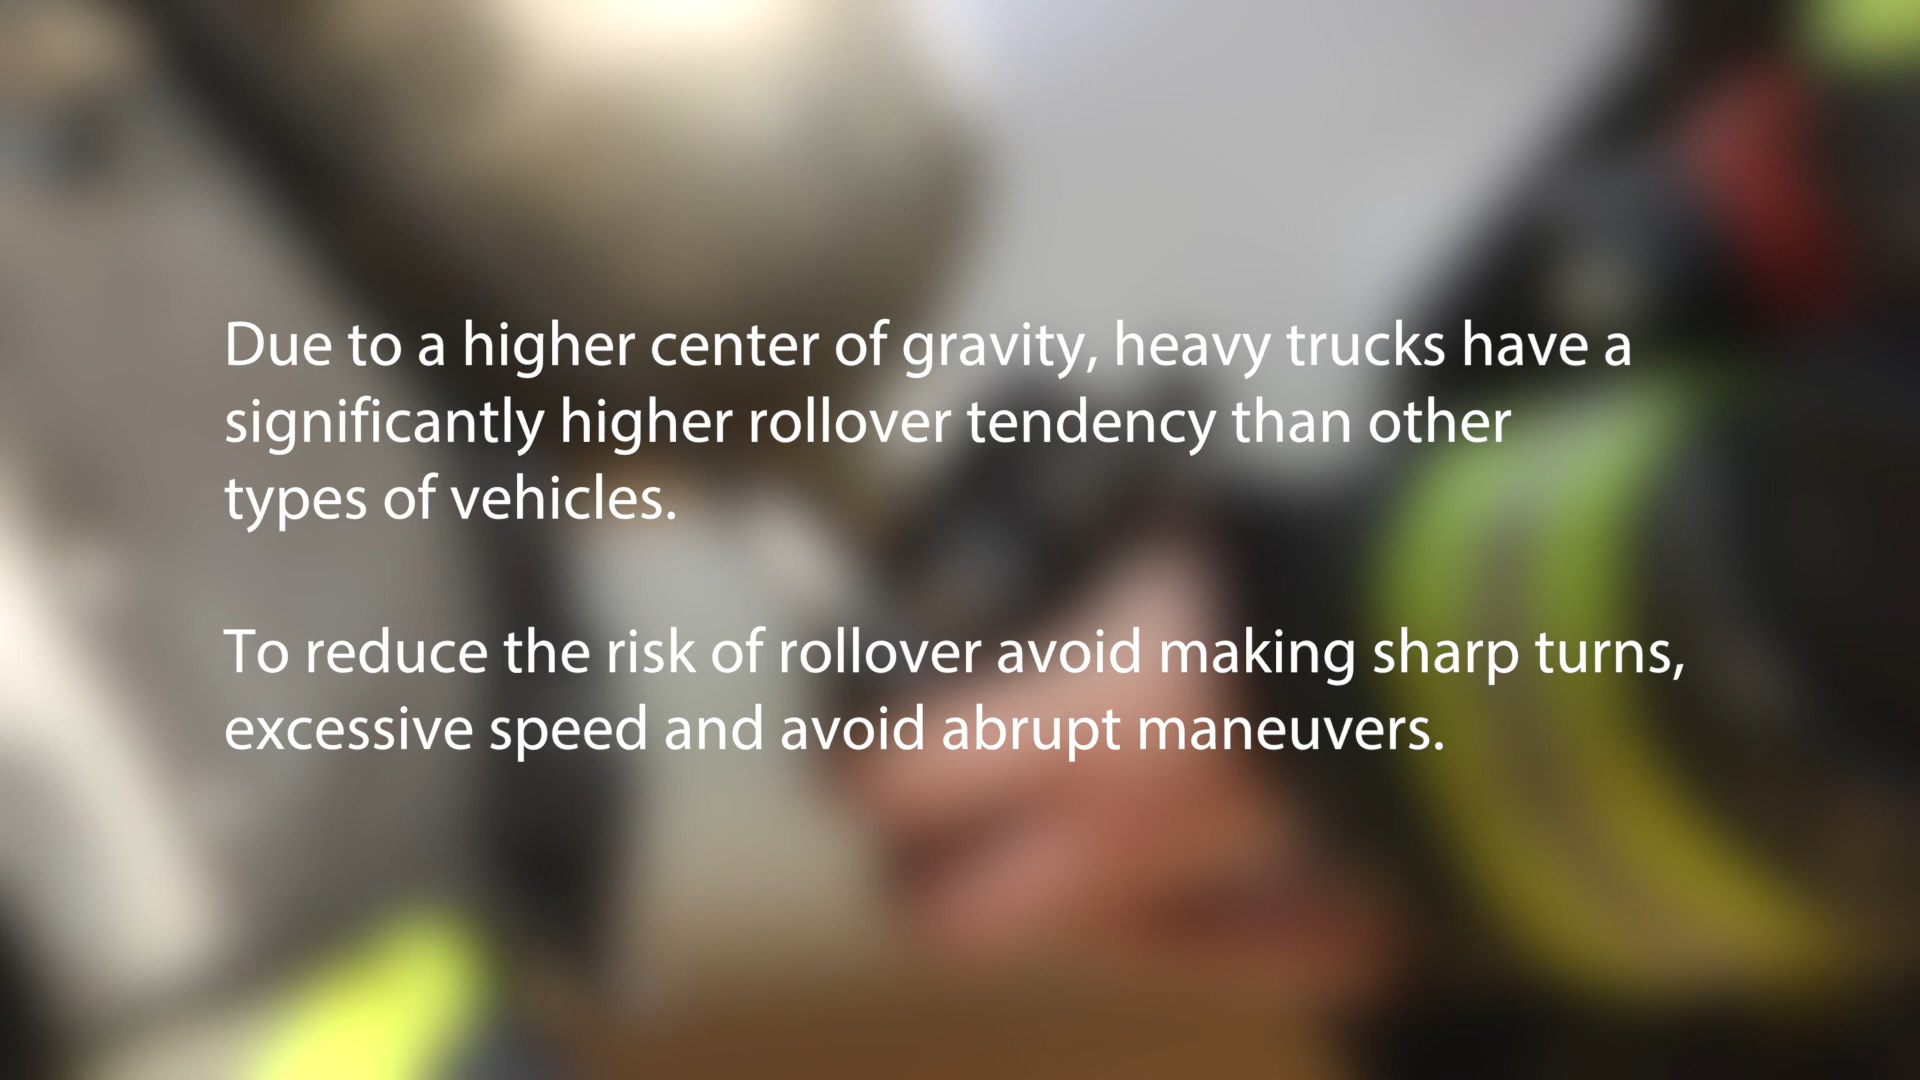 Due to a higher center of gravity, heavy trucks have a
significantly higher rollover tendency than other
types of vehicles.
To reduce the risk of rollover avoid making sharp turns,
excessive speed and avoid abrupt maneuvers.